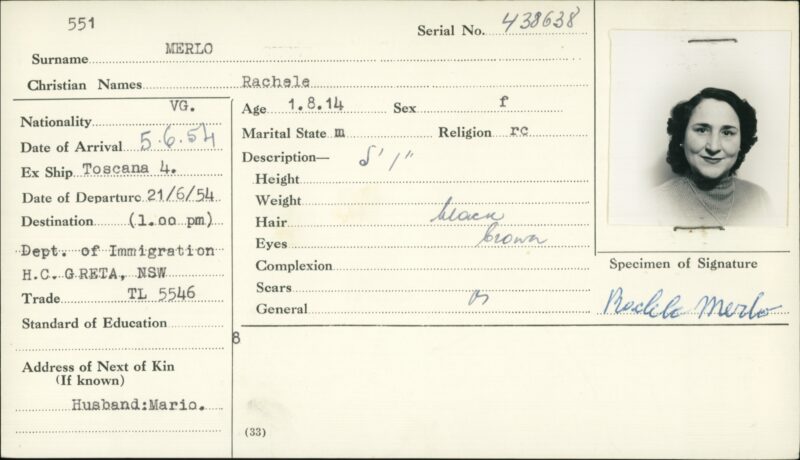 551
Serial No. 438638
Surname MERLO
Christian Names Rachele
VG.
Nationality
Date of Arrival 5.6.54
Ex Ship Toscana 4.
Date of Departure 21/6/54
Destination (1.00 pm)
Dept. of Immigration
H.C. GRETA, NSW
Trade TL 5546
Standard of Education
Address of Next of Kin
(If known)
Husband:Mario.
Age 1.8.14 Sex f
Marital State m Religion rc
Description— 5' 1"
Height
Weight
Hair black
Eyes brown
Complexion
Scars
General
8
(33)
Specimen of Signature
Rachele Merlo